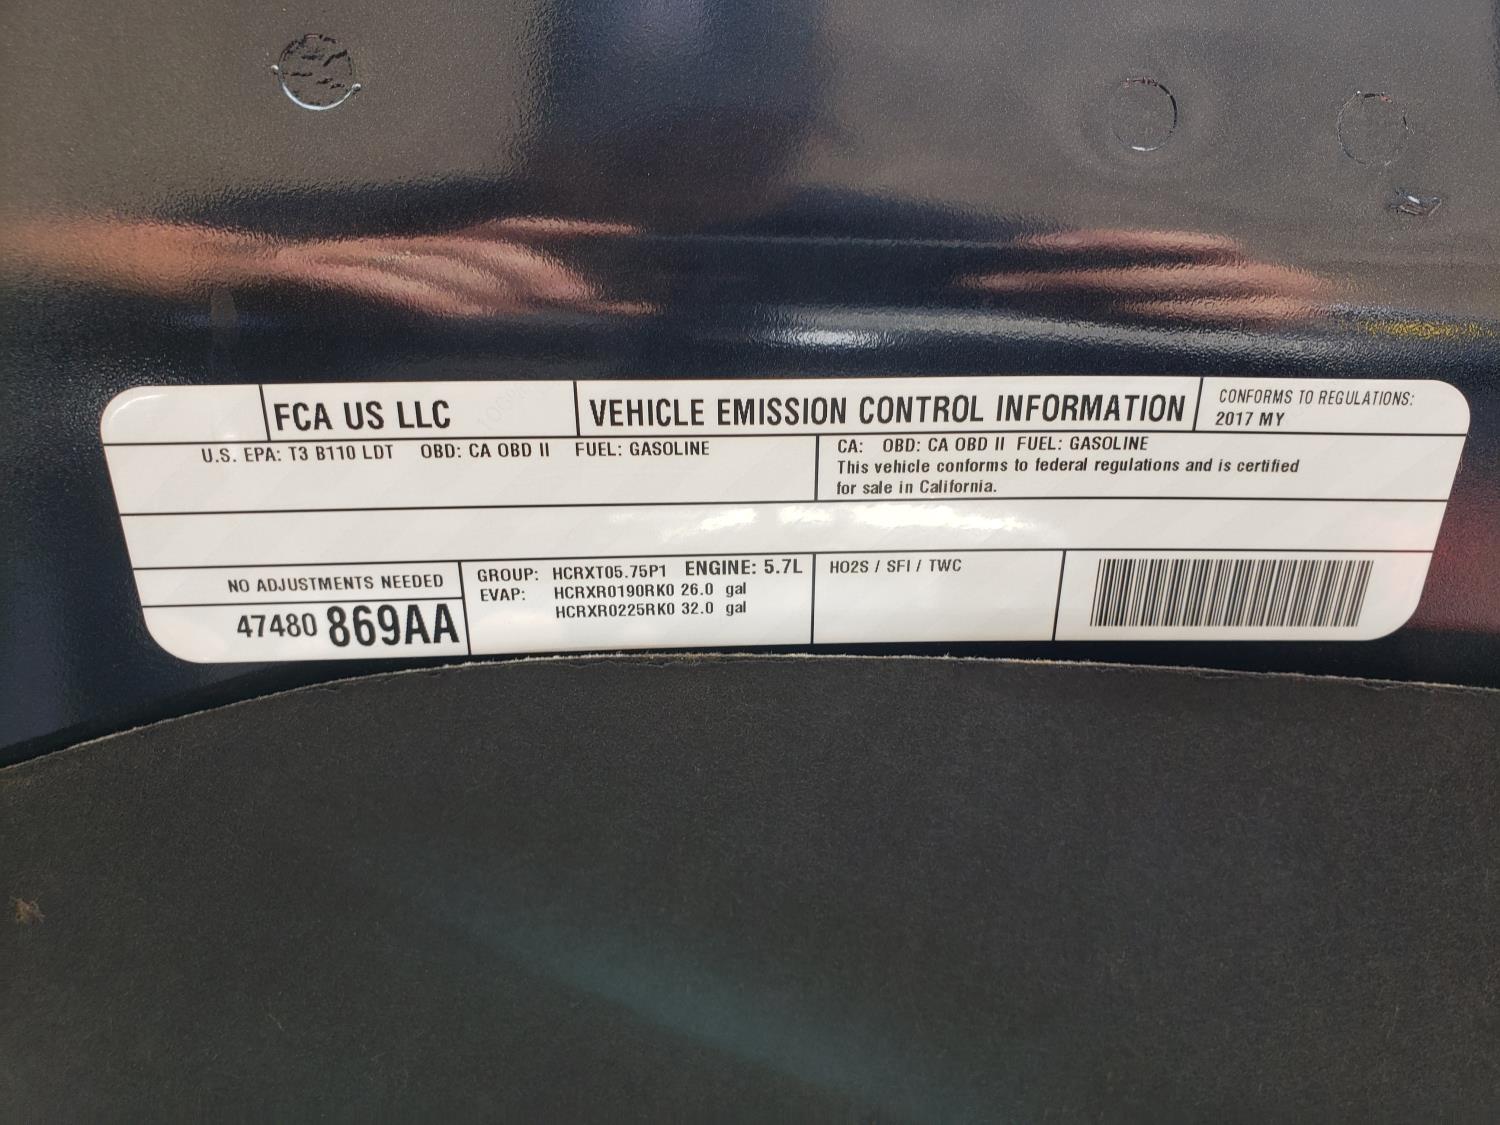 FCA US LLC
VEHICLE EMISSION CONTROL INFORMATION
CONFORMS TO REGULATIONS:
2017 MY
U.S. EPA: T3 B110 LDT OBD: CA OBD II FUEL: GASOLINE
CA: OBD: CA OBD II FUEL: GASOLINE
This vehicle conforms to federal regulations and is certified
for sale in California.
NO ADJUSTMENTS NEEDED
47480 869AA
GROUP: HCRXT05.75P1 ENGINE: 5.7L
EVAP: HCRXR0190RK0 26.0 gal
HCRXR0225RK0 32.0 gal
HO2S / SFI / TWC